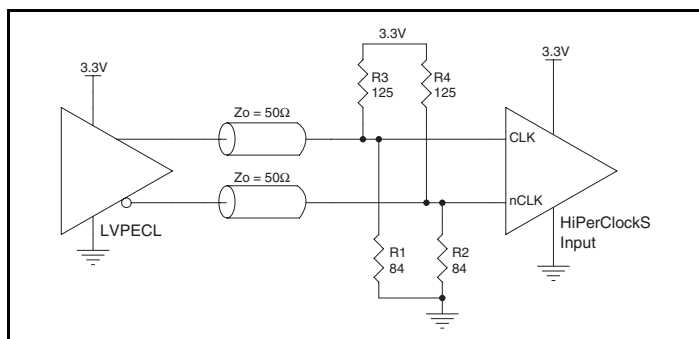 3.3V
3.3V
3.3V
R3
125
R4
125
Zo = 50Ω
CLK
Zo = 50Ω
nCLK
LVPECL
HiPerClockS
Input
R1
84
R2
84